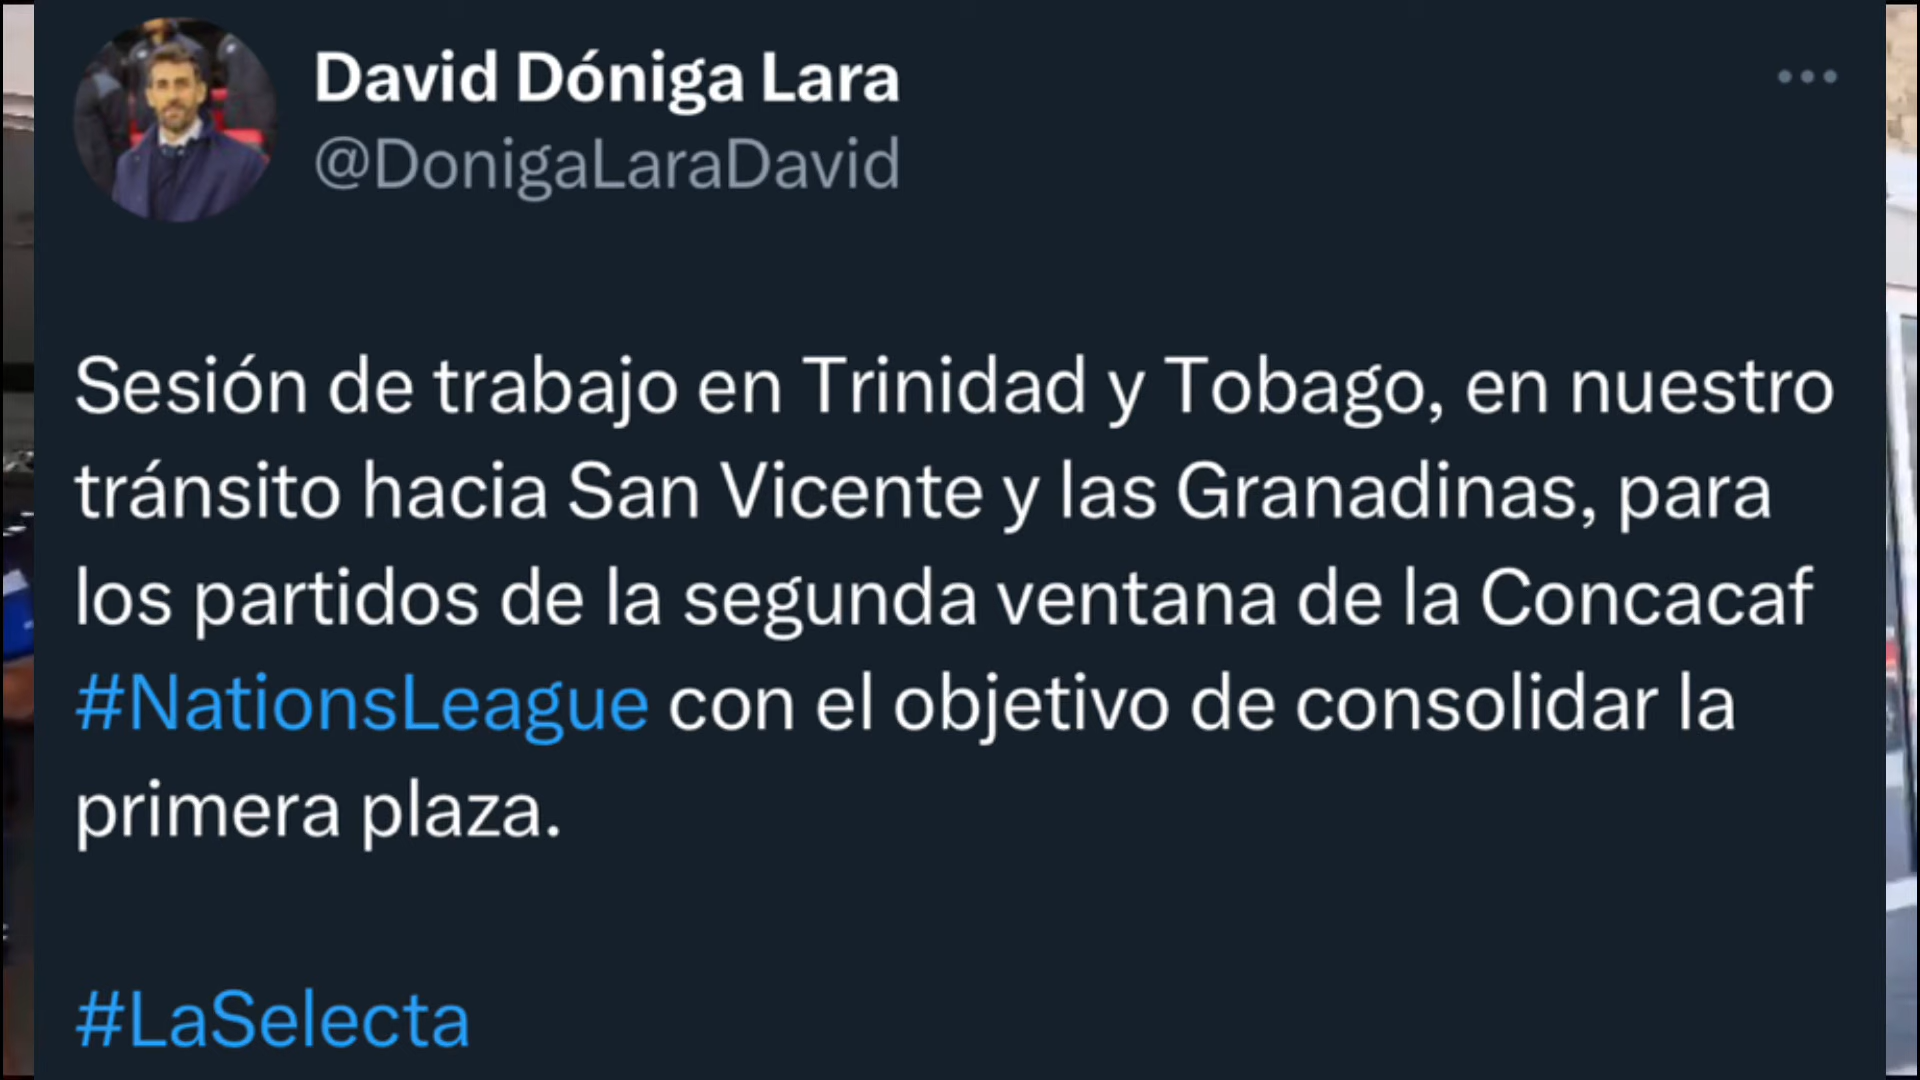 David Dóniga Lara
@DonigaLaraDavid
Sesión de trabajo en Trinidad y Tobago, en nuestro
tránsito hacia San Vicente y las Granadinas, para
los partidos de la segunda ventana de la Concacaf
#NationsLeague con el objetivo de consolidar la
primera plaza.
#LaSelecta